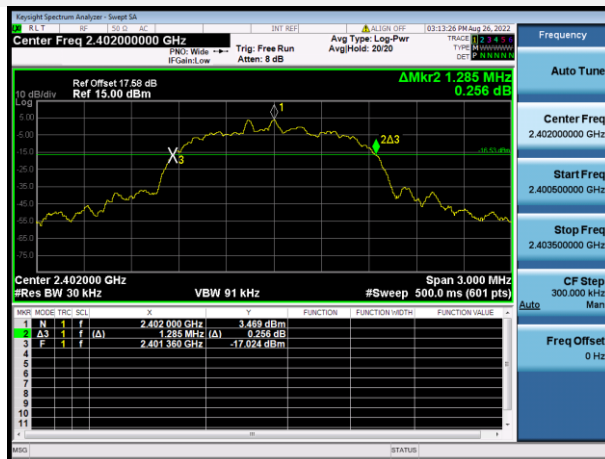 Keysight Spectrum Analyzer - Swept SA
RLT RF 50 Ω AC INT REF ALIGN OFF 03:13:26 PM Aug 26, 2022
Center Freq 2.402000000 GHz
PNO: Wide
IFGain:Low
Trig: Free Run
Atten: 8 dB
Avg Type: Log-Pwr
Avg|Hold: 20/20
TRACE 1 2 3 4 5 6
TYPE M W W W W W
DET P N N N N N
ΔMkr2 1.285 MHz
0.256 dB
Ref Offset 17.58 dB
Ref 15.00 dBm
10 dB/div
Log
5.00
-5.00
-15.0
-25.0
-35.0
-45.0
-55.0
-65.0
-75.0
1
2Δ3
3
-16.53 dBm
Center 2.402000 GHz
Span 3.000 MHz
#Res BW 30 kHz
VBW 91 kHz
#Sweep 500.0 ms (601 pts)
MKR MODE TRC SCL X Y FUNCTION FUNCTION WIDTH FUNCTION VALUE
1 N 1 f 2.402 000 GHz 3.469 dBm
2 Δ3 1 f (Δ) 1.285 MHz (Δ) 0.256 dB
3 F 1 f 2.401 360 GHz -17.024 dBm
4
5
6
7
8
9
10
11
MSG
STATUS
Frequency
Auto Tune
Center Freq
2.402000000 GHz
Start Freq
2.400500000 GHz
Stop Freq
2.403500000 GHz
CF Step
300.000 kHz
Auto Man
Freq Offset
0 Hz